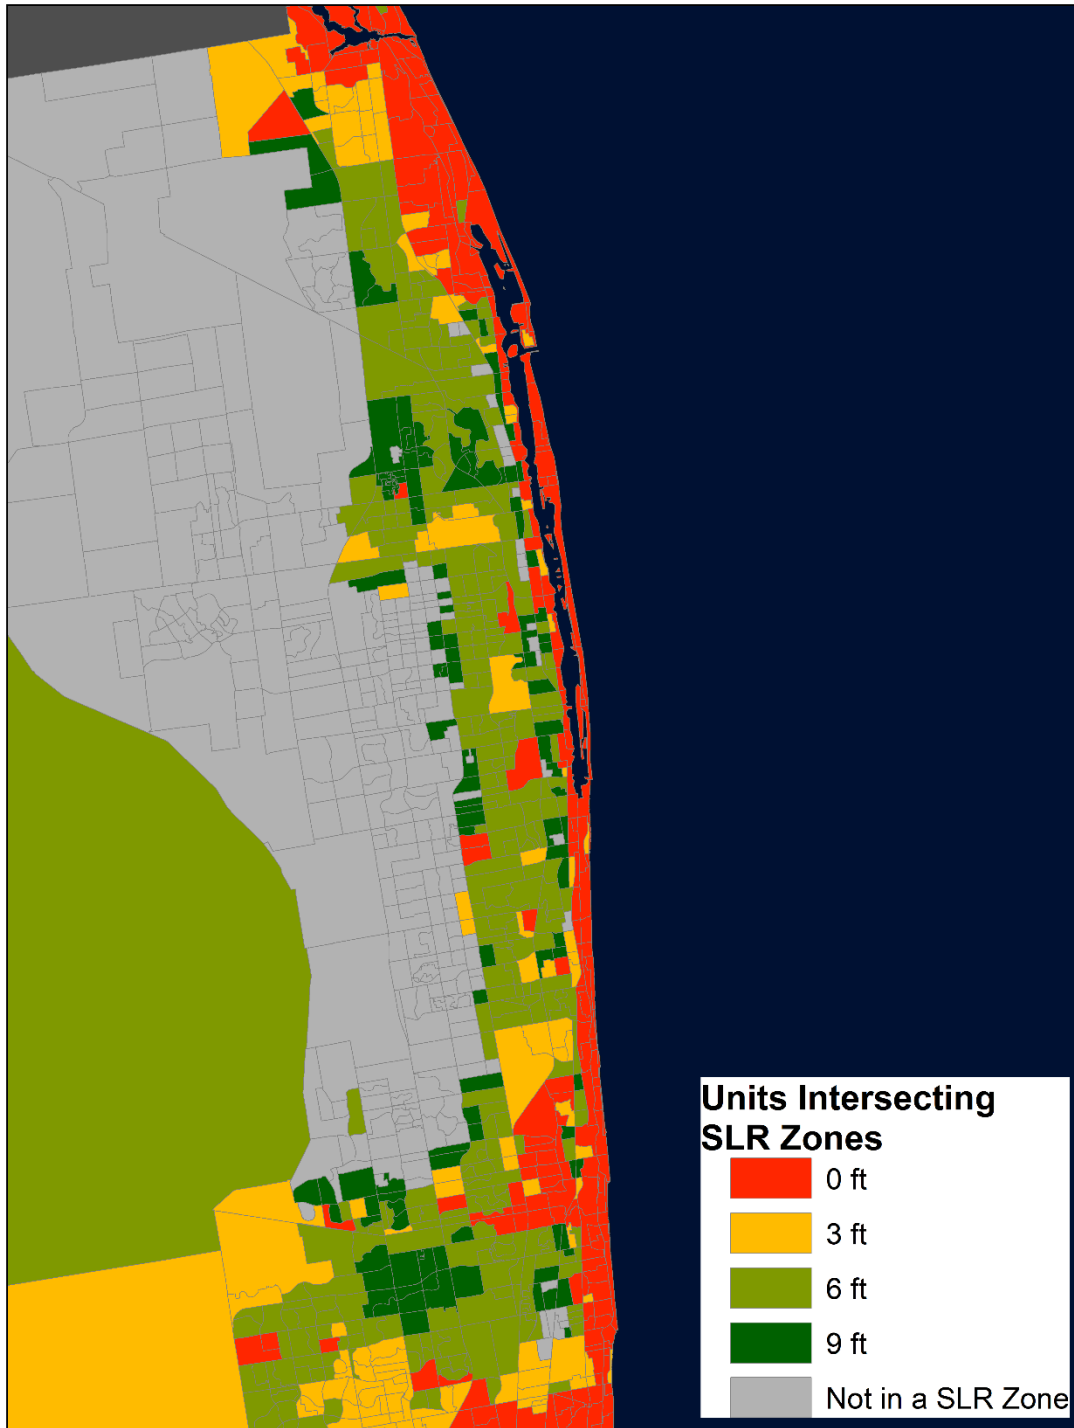 Units Intersecting
SLR Zones
0 ft
3 ft
6 ft
9 ft
Not in a SLR Zone